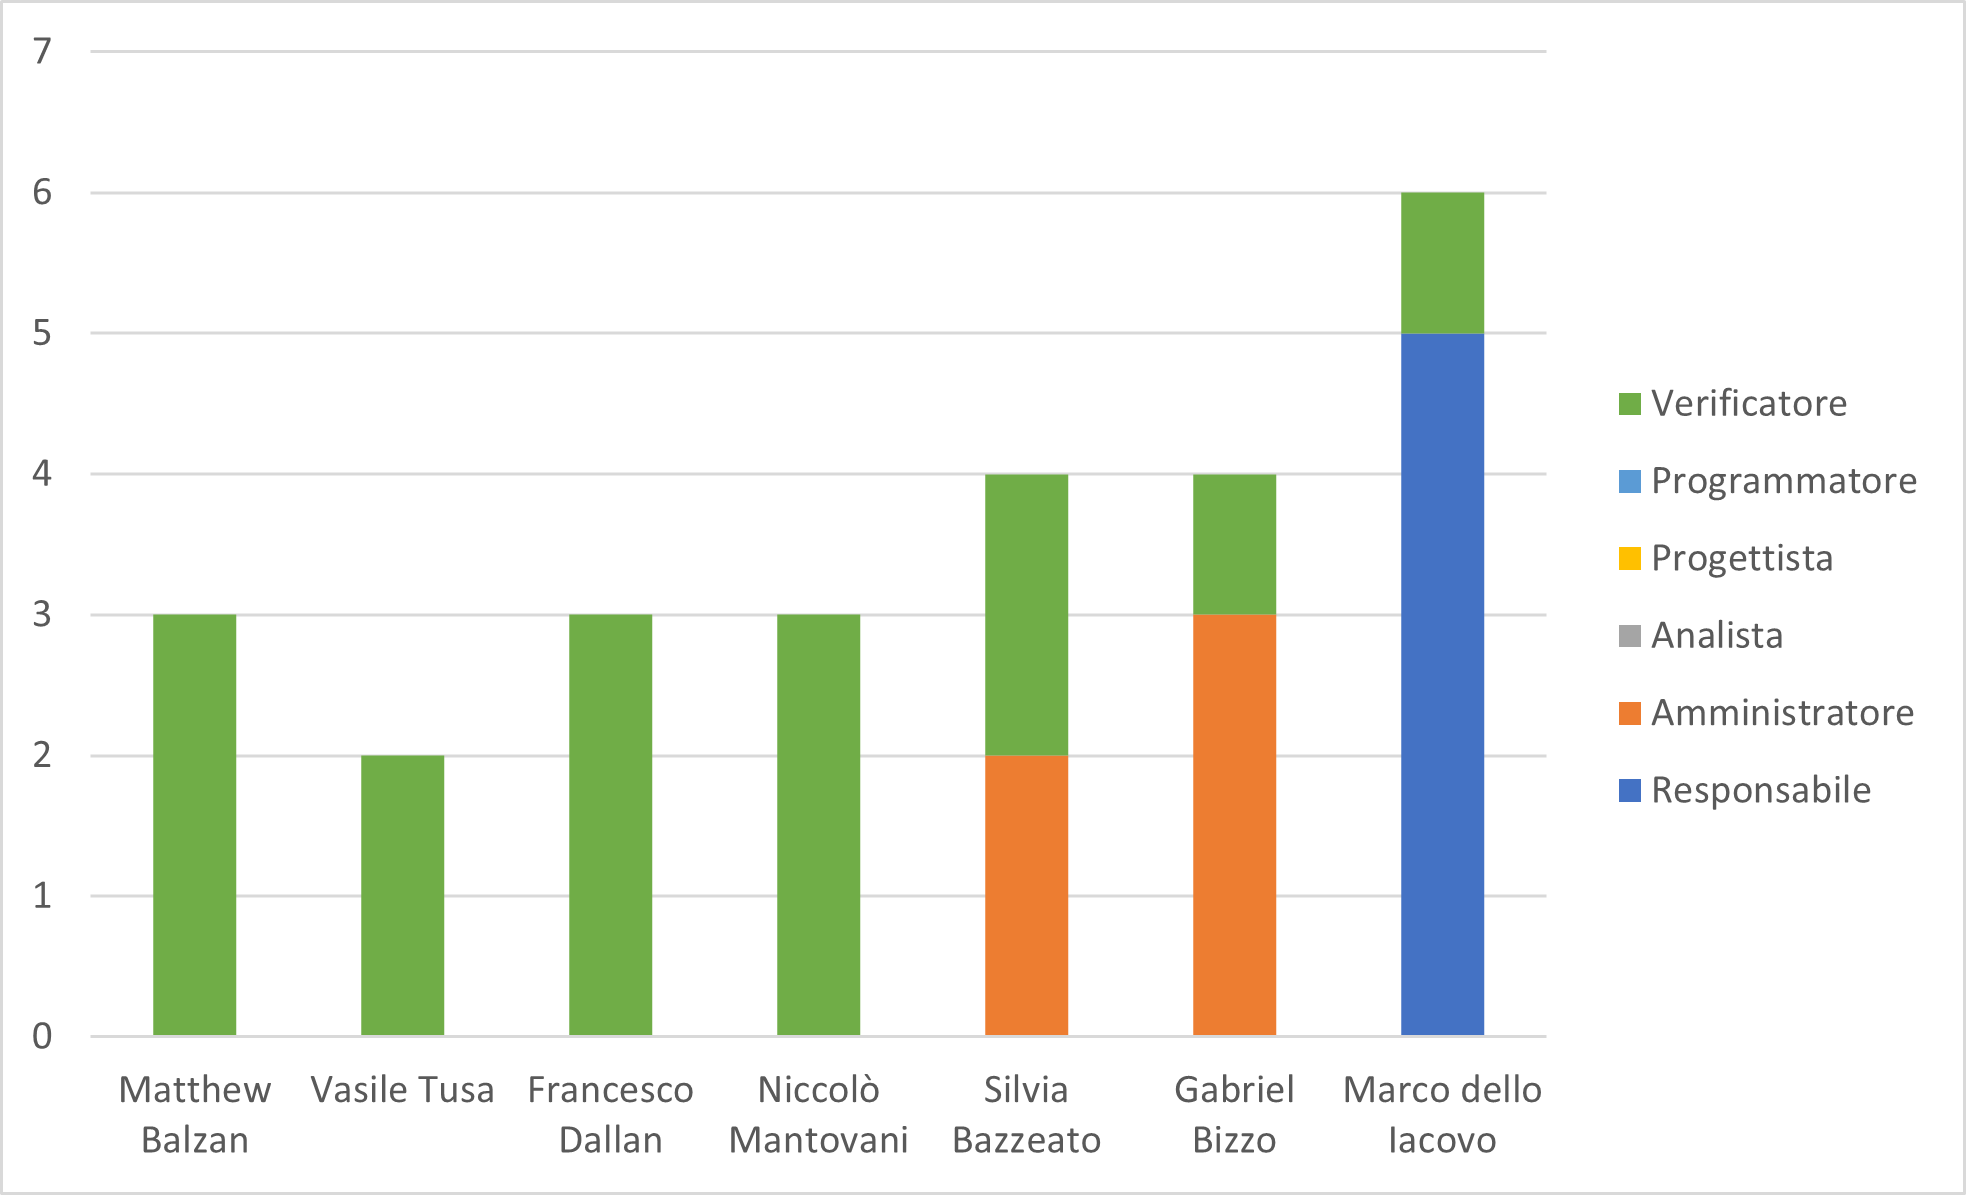 7
6
5
4
3
2
1
0
Matthew Balzan
Vasile Tusa
Francesco Dallan
Niccolò Mantovani
Silvia Bazzeato
Gabriel Bizzo
Marco dello Iacovo
Verificatore
Programmatore
Progettista
Analista
Amministratore
Responsabile